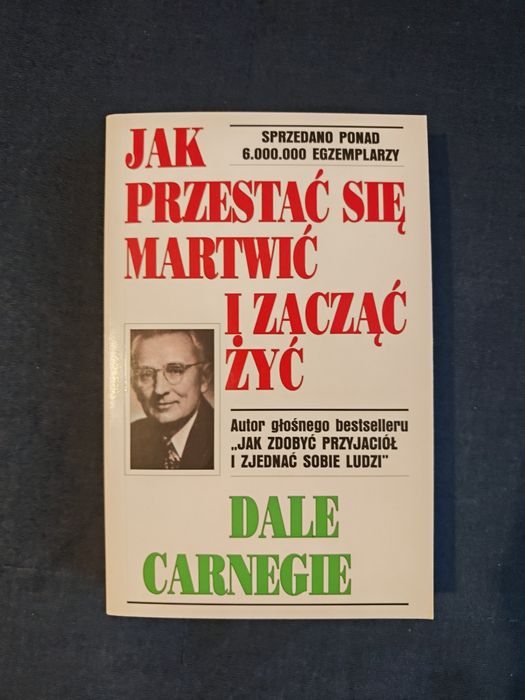 JAK
SPRZEDANO PONAD
6.000.000 EGZEMPLARZY
PRZESTAĆ SIĘ
MARTWIĆ
I ZACZĄĆ
ŻYĆ
Autor głośnego bestselleru
„JAK ZDOBYĆ PRZYJACIÓŁ
I ZJEDNAĆ SOBIE LUDZI"
DALE
CARNEGIE